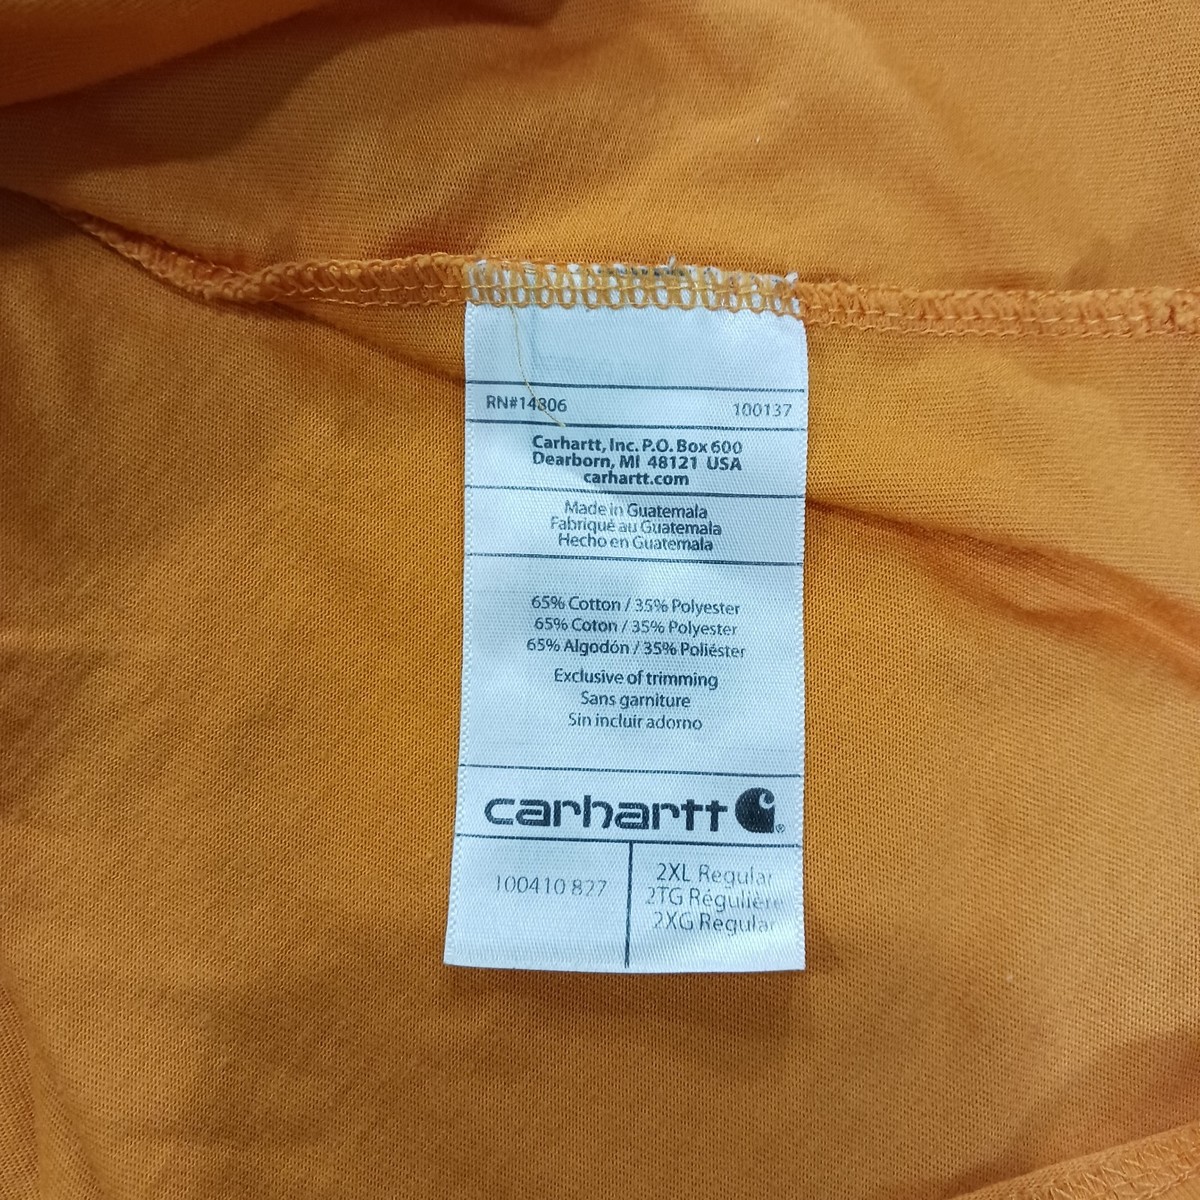 RN#14806 100137
Carhartt, Inc. P.O. Box 600
Dearborn, MI 48121 USA
carhartt.com
Made in Guatemala
Fabriqué au Guatemala
Hecho en Guatemala
65% Cotton / 35% Polyester
65% Coton / 35% Polyester
65% Algodón / 35% Poliéster
Exclusive of trimming
Sans garniture
Sin incluir adorno
carhartt ®
100410 827
2XL Regular
2TG Régulière
2XG Regular